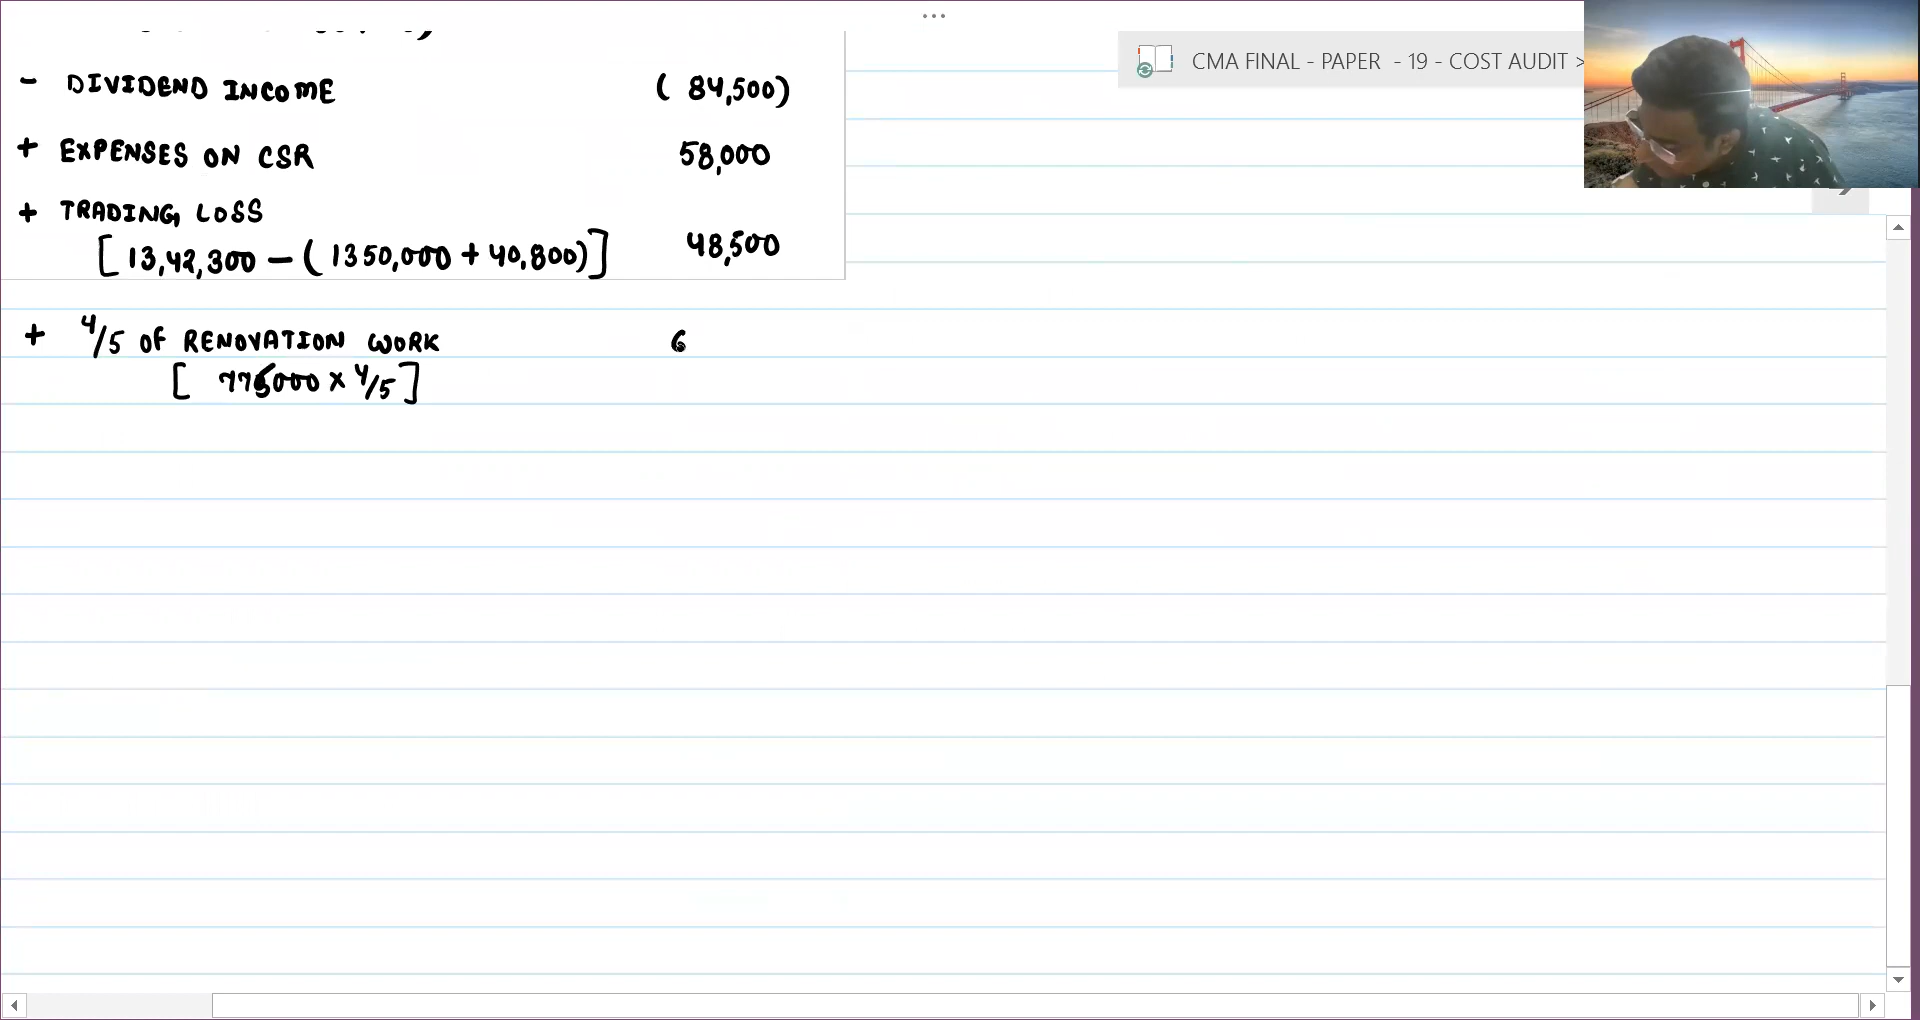 CMA FINAL - PAPER - 19 - COST AUDIT >
- DIVIDEND INCOME (84,500)
+ EXPENSES ON CSR 58,000
+ TRADING LOSS
[13,42,300 - (1350,000 + 40,800)] 48,500
+ 4/5 OF RENOVATION WORK 6
[775000 x 4/5]